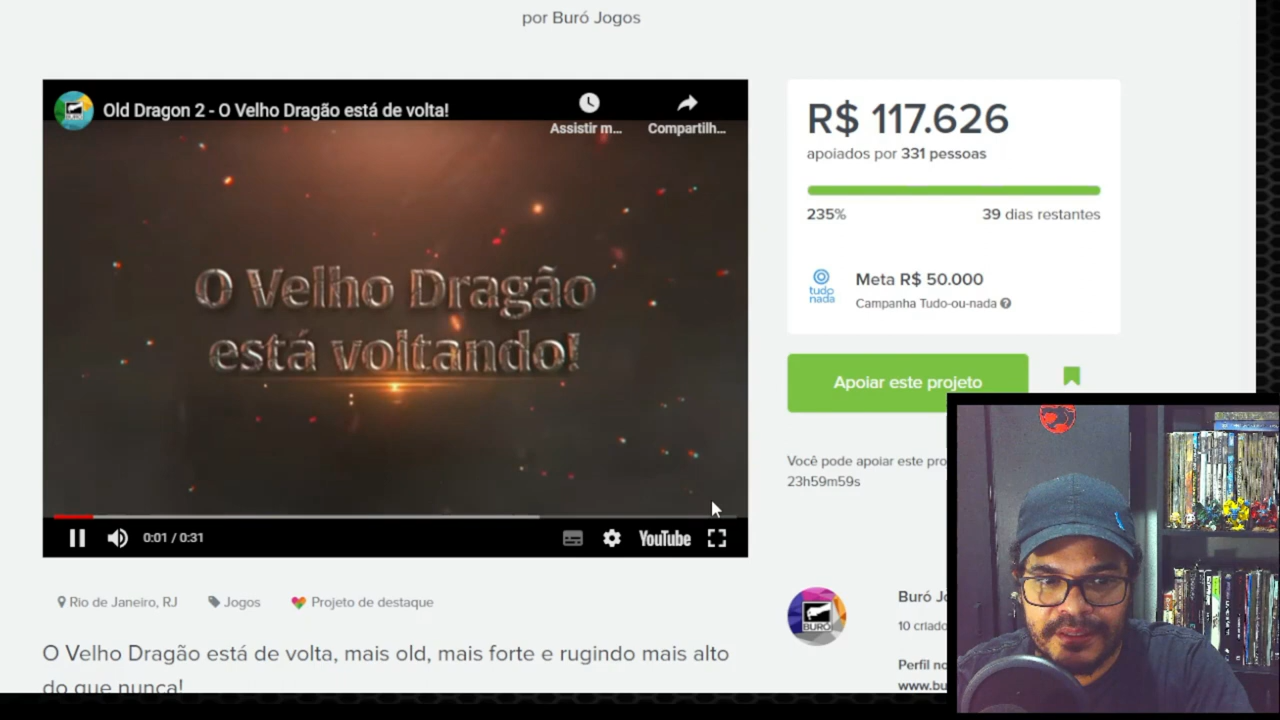 por Buró Jogos
Old Dragon 2 - O Velho Dragão está de volta!
Assistir m...
Compartilh...
O Velho Dragão
está voltando!
0:01 / 0:31
YouTube
R$ 117.626
apoiados por 331 pessoas
235%
39 dias restantes
tudo
nada
Meta R$ 50.000
Campanha Tudo-ou-nada
Apoiar este projeto
Você pode apoiar este pro
23h59m59s
Rio de Janeiro, RJ
Jogos
Projeto de destaque
BURÓ
Buró Jo
10 criado
Perfil no
www.bu
O Velho Dragão está de volta, mais old, mais forte e rugindo mais alto
do que nunca!